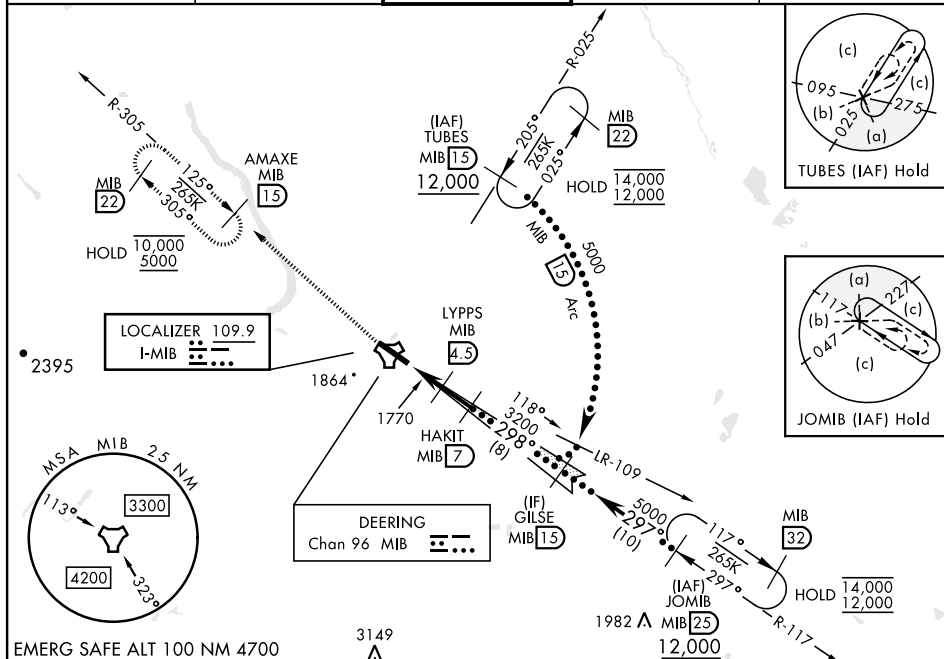 R-305
125°
265K
305°
MIB
22
AMAXE
MIB
15
HOLD 10,000
5000
R-025
(IAF)
TUBES
MIB 15
12,000
205°
265K
025°
MIB
22
HOLD 14,000
12,000
MIB
15
Arc
5000
(c)
(c)
095
275
(b)
025
(a)
TUBES (IAF) Hold
(a)
117
227
(b)
(c)
047
(c)
JOMIB (IAF) Hold
LOCALIZER 109.9
I-MIB
LYPPS
MIB
4.5
2395
1864
1770
HAKIT
MIB 7
118°
3200
298°
(8)
LR-109
(IF)
GILSE
MIB 15
5000
297°
(10)
117°
265K
297°
MIB
32
HOLD 14,000
12,000
R-117
(IAF)
JOMIB
MIB 25
12,000
1982
DEERING
Chan 96 MIB
MSA MIB 25 NM
113°
3300
4200
323°
EMERG SAFE ALT 100 NM 4700
3149